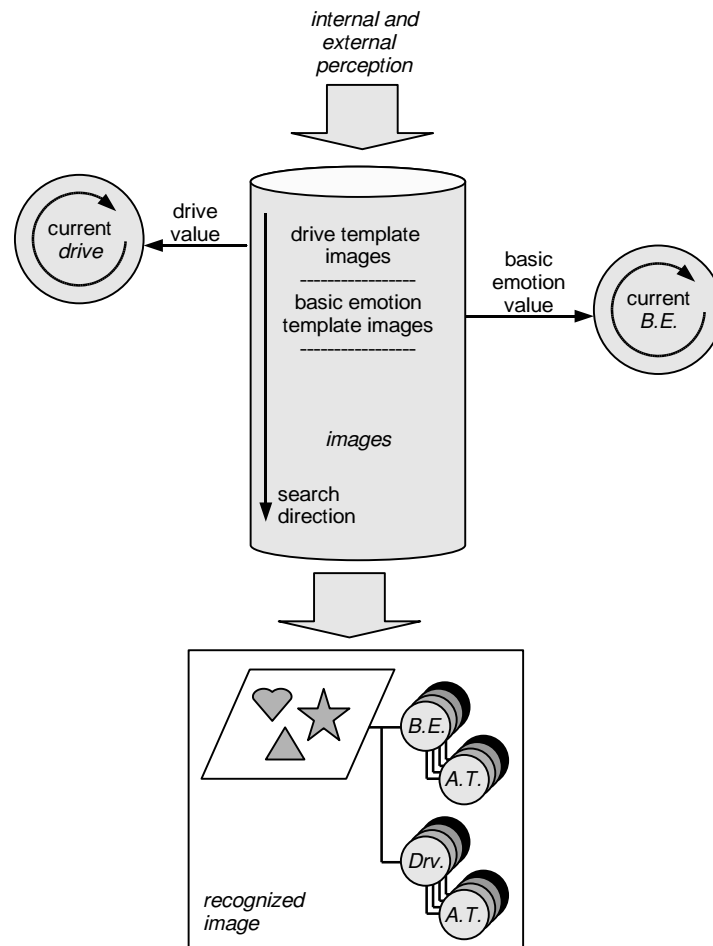 internal and
external
perception
current
drive
drive
value
drive template
images
-----------------
basic emotion
template images
-----------------
basic
emotion
value
current
B.E.
images
search
direction
B.E.
A.T.
Drv.
A.T.
recognized
image